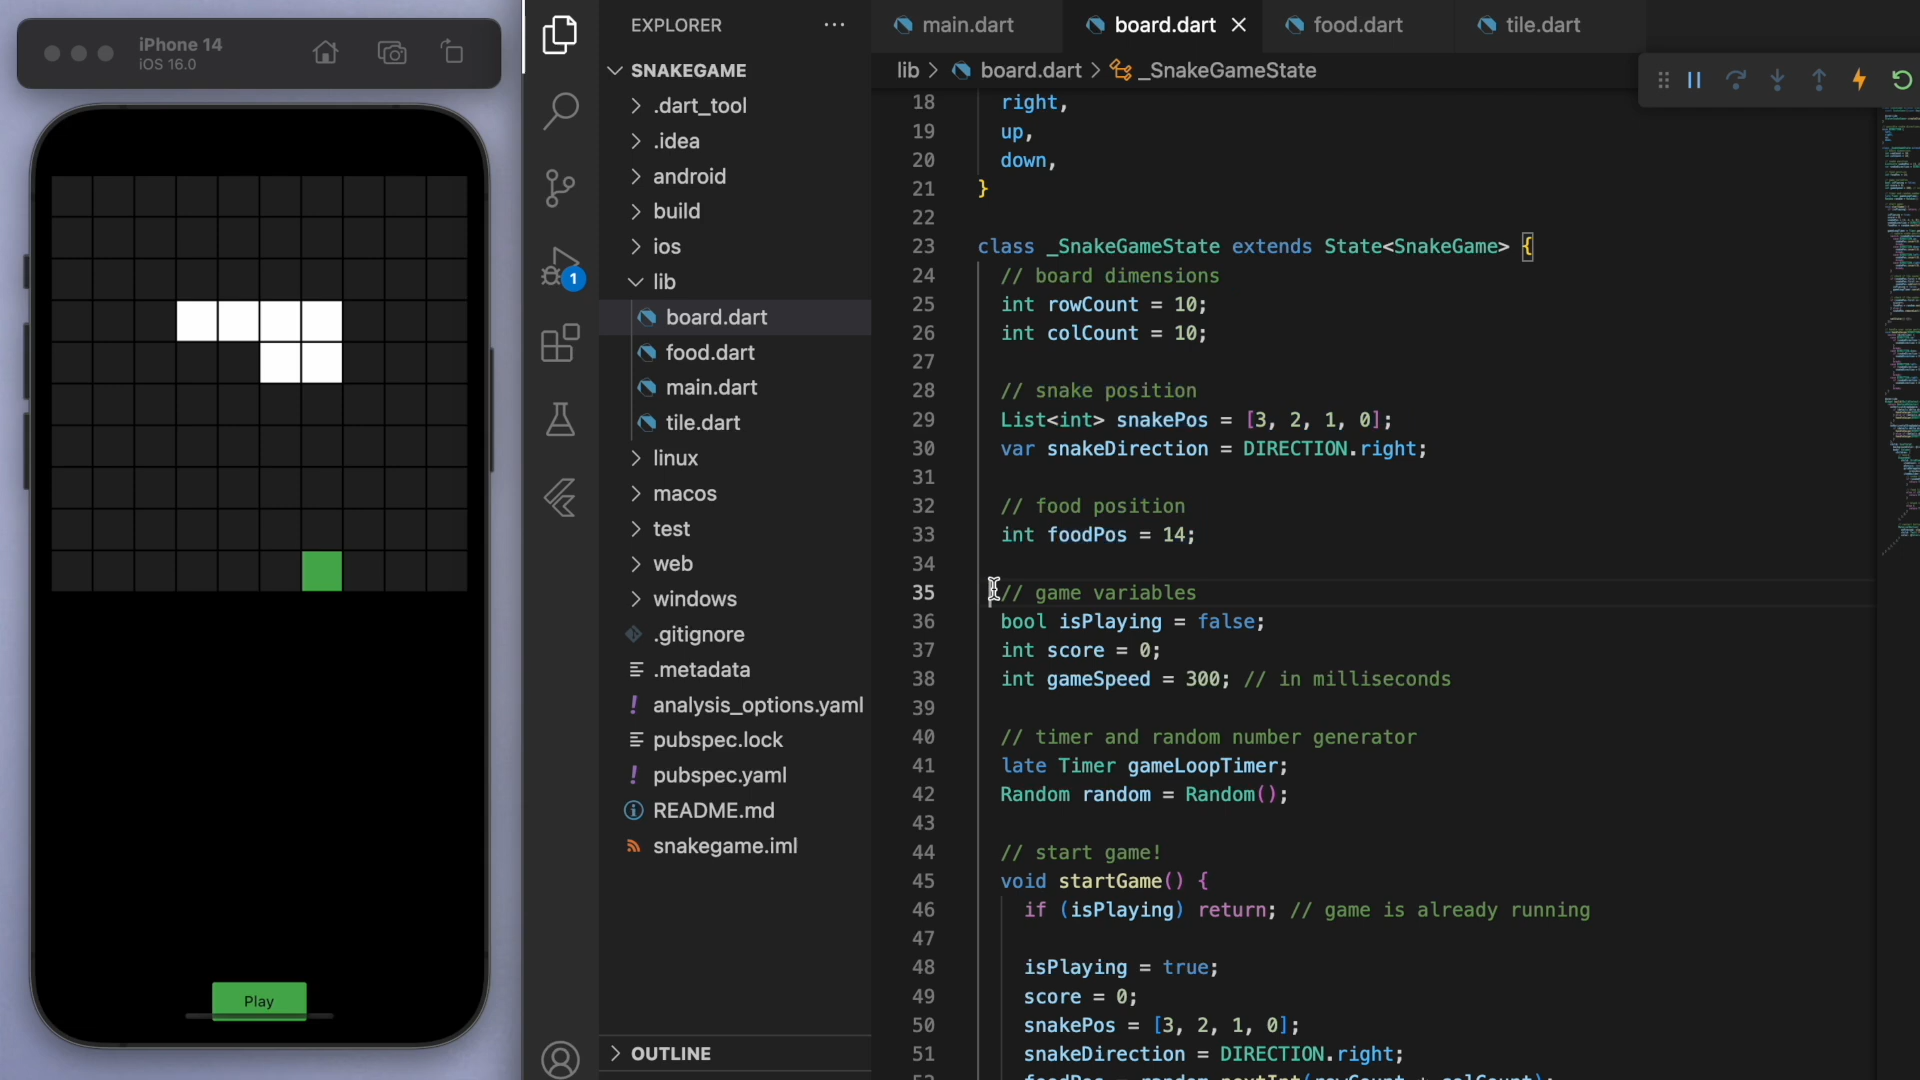 iPhone 14
iOS 16.0
Play
1
EXPLORER
SNAKEGAME
.dart_tool
.idea
android
build
ios
lib
board.dart
food.dart
main.dart
tile.dart
linux
macos
test
web
windows
.gitignore
.metadata
analysis_options.yaml
pubspec.lock
pubspec.yaml
README.md
snakegame.iml
OUTLINE
main.dart board.dart food.dart tile.dart
lib > board.dart > _SnakeGameState
18 right,
19 up,
20 down,
21 }
22
23 class _SnakeGameState extends State<SnakeGame> {
24 // board dimensions
25 int rowCount = 10;
26 int colCount = 10;
27
28 // snake position
29 List<int> snakePos = [3, 2, 1, 0];
30 var snakeDirection = DIRECTION.right;
31
32 // food position
33 int foodPos = 14;
34
35 // game variables
36 bool isPlaying = false;
37 int score = 0;
38 int gameSpeed = 300; // in milliseconds
39
40 // timer and random number generator
41 late Timer gameLoopTimer;
42 Random random = Random();
43
44 // start game!
45 void startGame() {
46 if (isPlaying) return; // game is already running
47
48 isPlaying = true;
49 score = 0;
50 snakePos = [3, 2, 1, 0];
51 snakeDirection = DIRECTION.right;